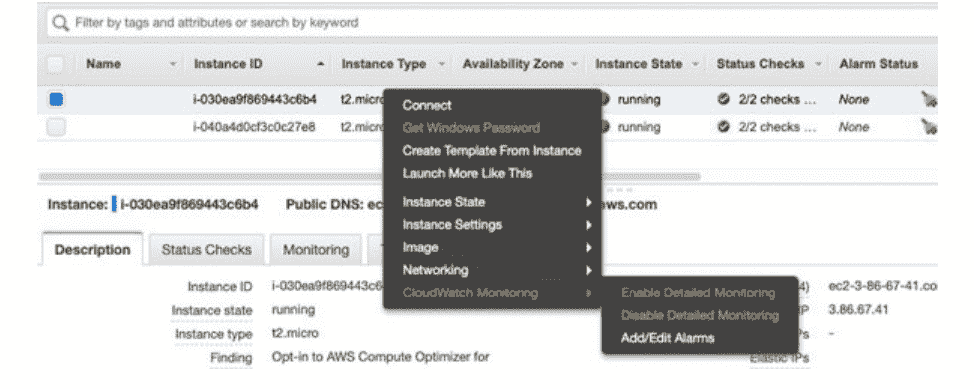 Filter by tags and attributes or search by keyword
Name Instance ID Instance Type Availability Zone Instance State Status Checks Alarm Status
i-030ea9f869443c6b4 t2.micro running 2/2 checks ... None
i-040a4d0cf3c0c27e8 t2.micro running 2/2 checks ... None
Connect
Get Windows Password
Create Template From Instance
Launch More Like This
Instance State
Instance Settings
Image
Networking
CloudWatch Monitoring
Enable Detailed Monitoring
Disable Detailed Monitoring
Add/Edit Alarms
Instance: i-030ea9f869443c6b4 Public DNS: ec ws.com
Description Status Checks Monitoring
Instance ID i-030ea9f869443c6 4) ec2-3-86-67-41.co
Instance state running IP 3.86.67.41
Instance type t2.micro Ps -
Finding Opt-in to AWS Compute Optimizer for Elastic IPs